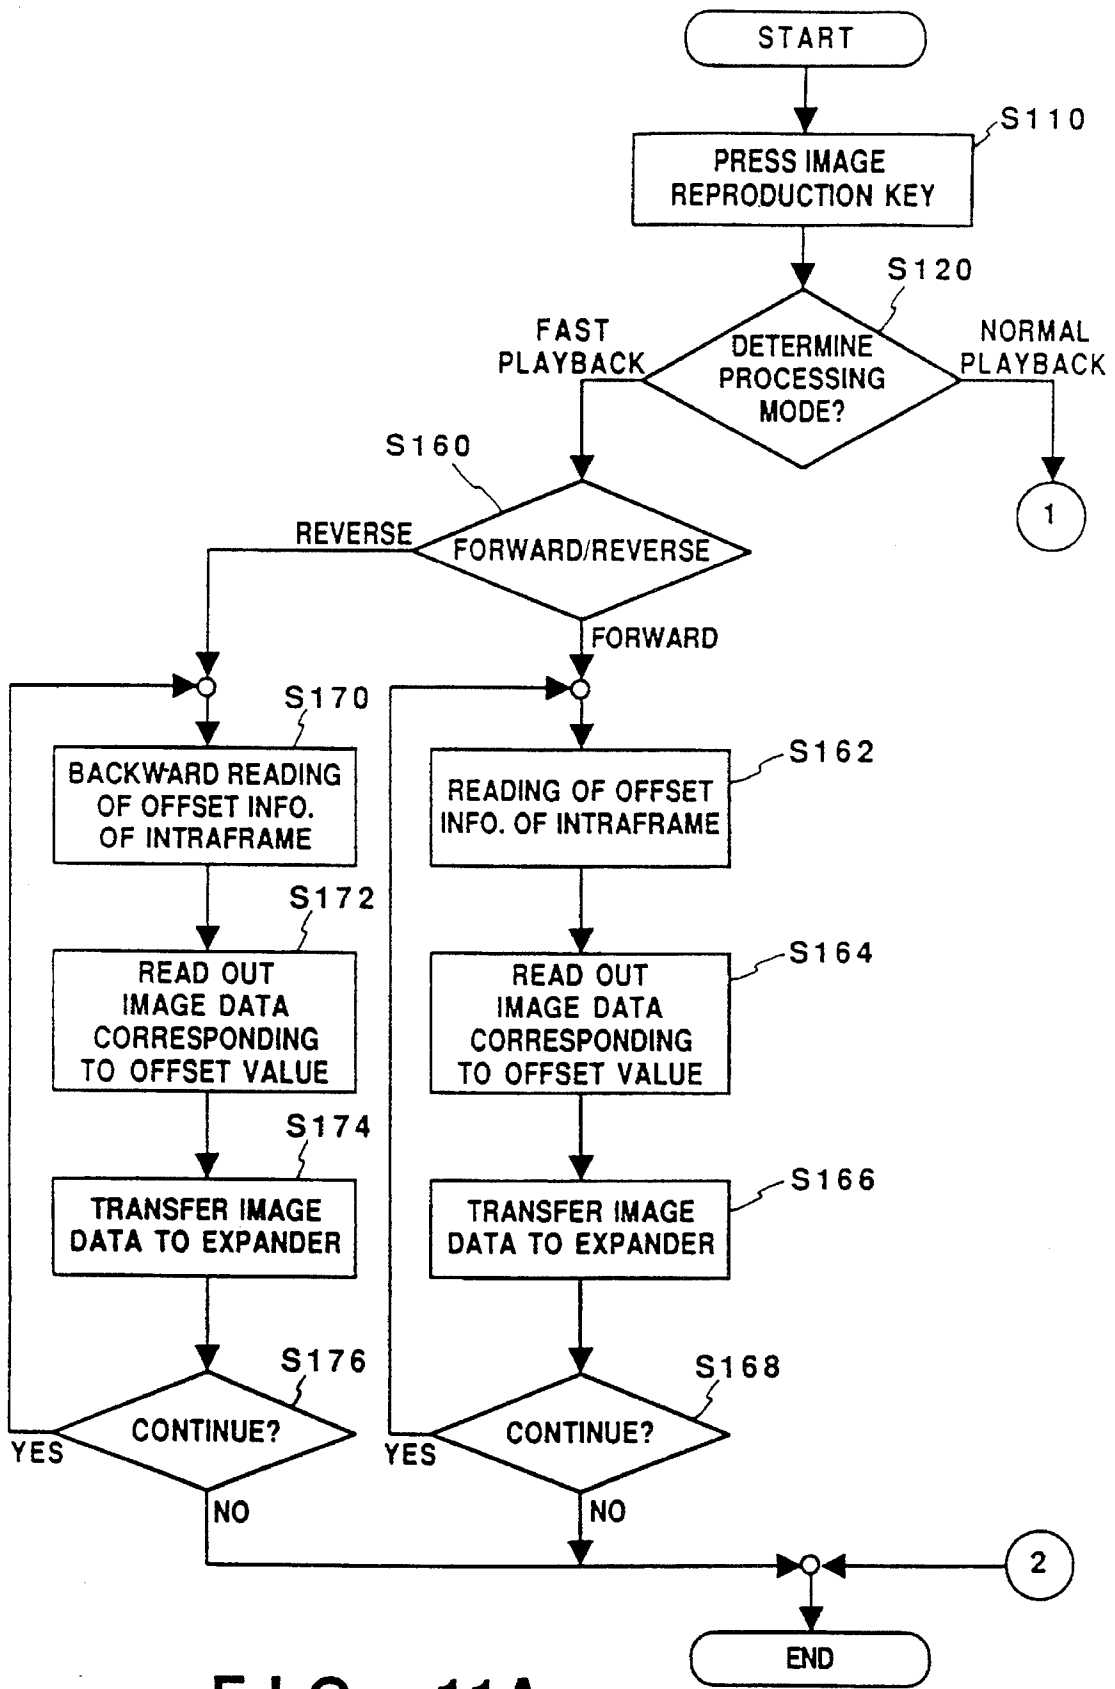 START
S110
PRESS IMAGE
REPRODUCTION KEY
S120
FAST
PLAYBACK
DETERMINE
PROCESSING
MODE?
NORMAL
PLAYBACK
S160
1
REVERSE
FORWARD/REVERSE
FORWARD
S170
BACKWARD READING
OF OFFSET INFO.
OF INTRAFRAME
S162
READING OF OFFSET
INFO. OF INTRAFRAME
S172
READ OUT
IMAGE DATA
CORRESPONDING
TO OFFSET VALUE
S164
READ OUT
IMAGE DATA
CORRESPONDING
TO OFFSET VALUE
S174
TRANSFER IMAGE
DATA TO EXPANDER
S166
TRANSFER IMAGE
DATA TO EXPANDER
S176
CONTINUE?
YES
NO
S168
CONTINUE?
YES
NO
2
END
FIG. 11A